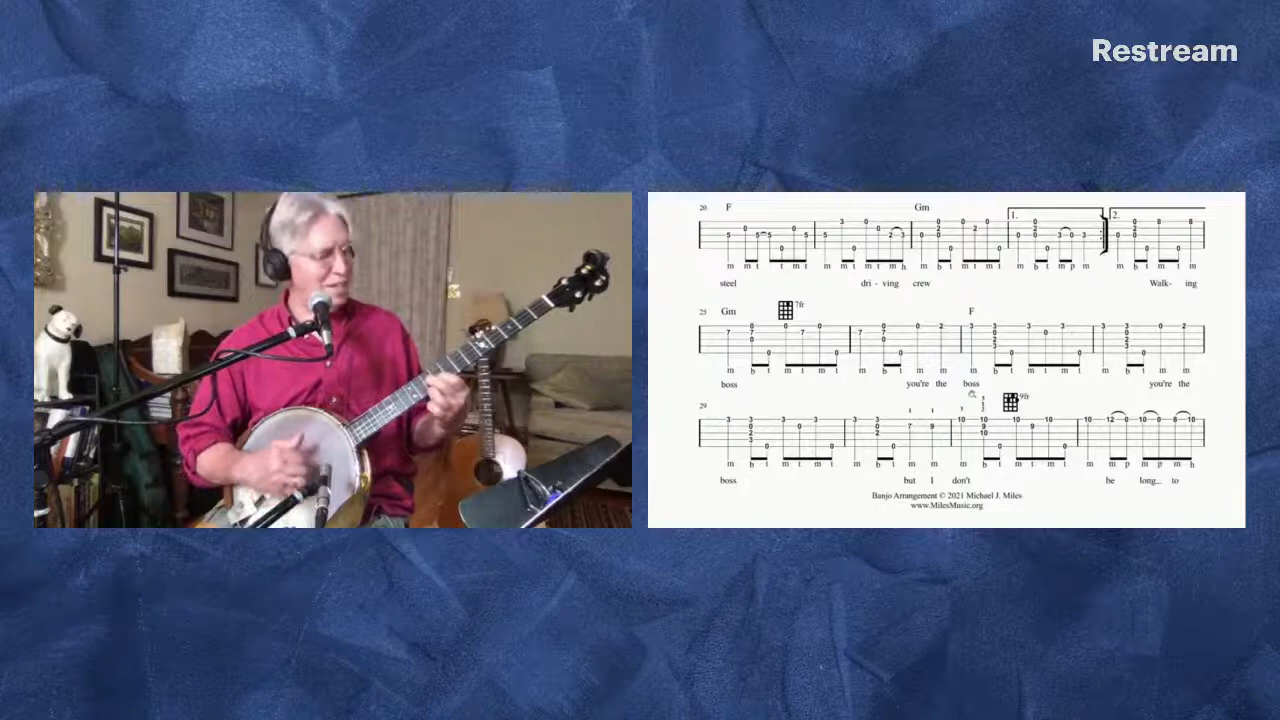 Restream
20 F Gm 1. 2.
m m t t m t m m t m t m h m b t m t m t m b t m p m m b t m t m
steel dri - ving crew Walk- ing
25 Gm 7fr F
m b t m t m t m b t m m m b t m t m t m b t m m
boss you're the boss you're the
29 9fr
m b t m t m t m b t m m m b t m t m t m m p m p m h
boss but I don't be long_ to
Banjo Arrangement © 2021 Michael J. Miles
www.MilesMusic.org